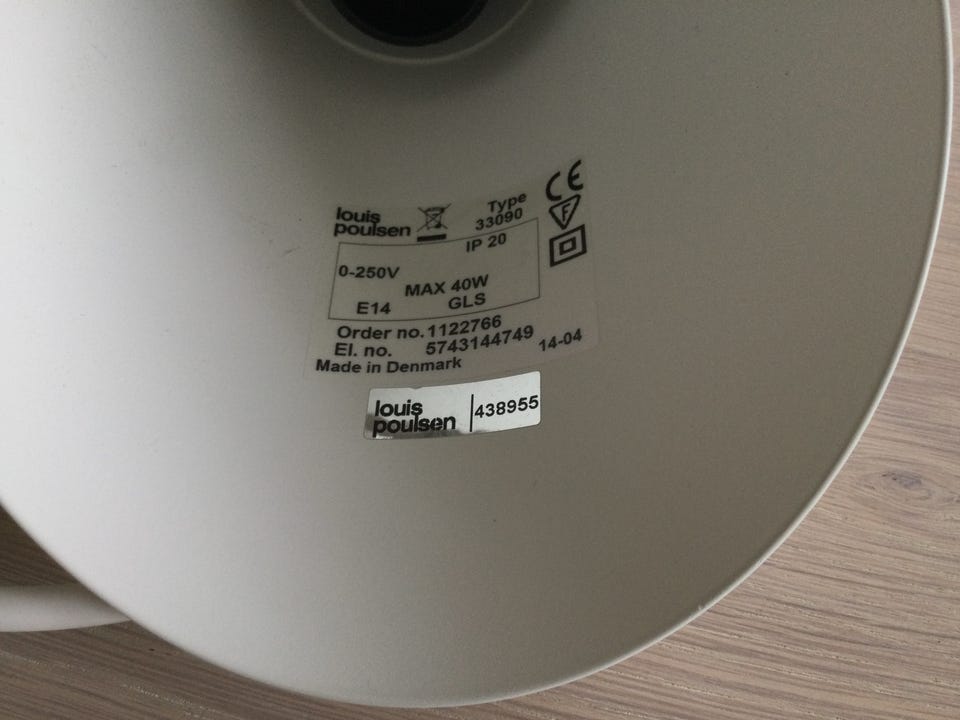 louis
poulsen
Type
33090
CE
F
IP 20
0-250V
MAX 40W
E14 GLS
Order no. 1122766
El. no. 5743144749 14-04
Made in Denmark
louis
poulsen
438955